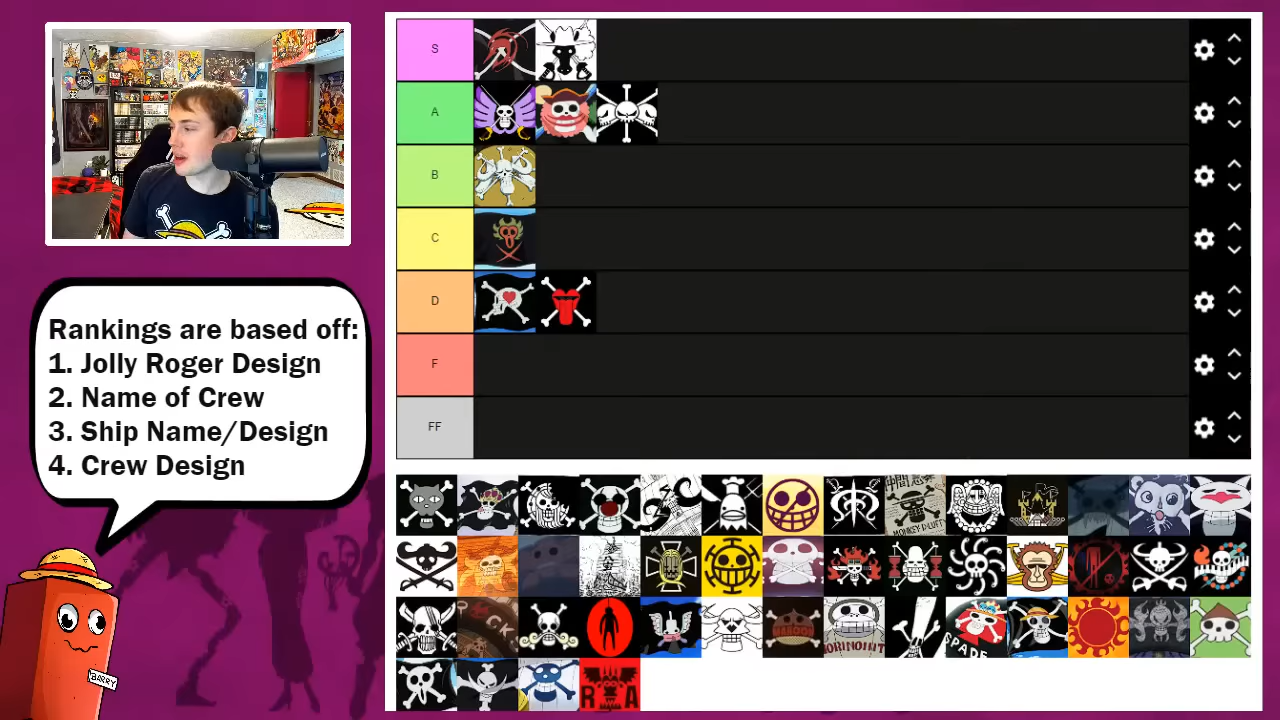 S
A
B
C
D
F
FF
Rankings are based off:
1. Jolly Roger Design
2. Name of Crew
3. Ship Name/Design
4. Crew Design
BARRY
SPADE
R A